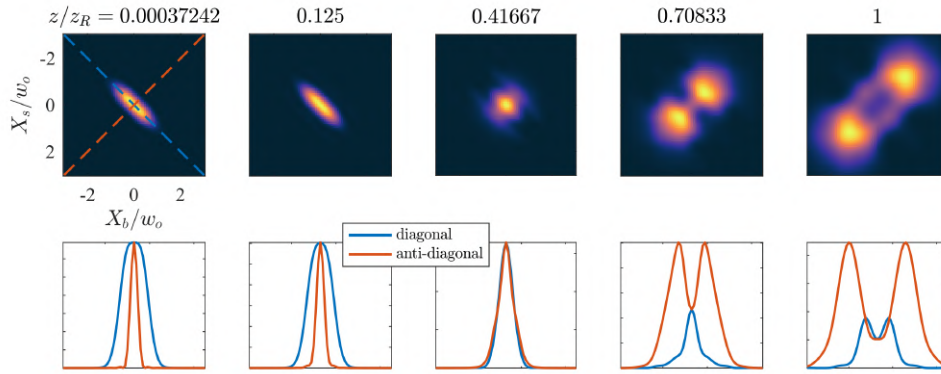 z/z_R = 0.00037242 0.125 0.41667 0.70833 1
-2
0
2
X_s/w_o
-2 0 2
X_b/w_o
diagonal
anti-diagonal